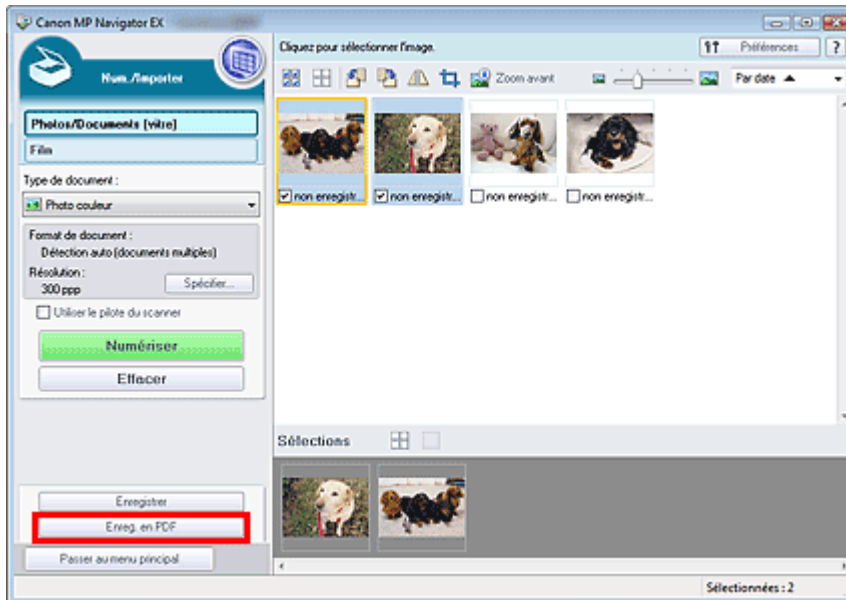 Canon MP Navigator EX
Num./Importer
Photos/Documents (vitre)
Film
Type de document :
Photo couleur
Format de document :
Détection auto (documents multiples)
Résolution :
300 ppp
Spécifier...
Utiliser le pilote du scanner
Numériser
Effacer
Enregistrer
Enreg. en PDF
Passer au menu principal
Cliquez pour sélectionner l'image.
Préférences
?
Zoom avant
Par date
non enregistr...
non enregistr...
non enregistr...
non enregistr...
Sélections
Sélectionnées : 2